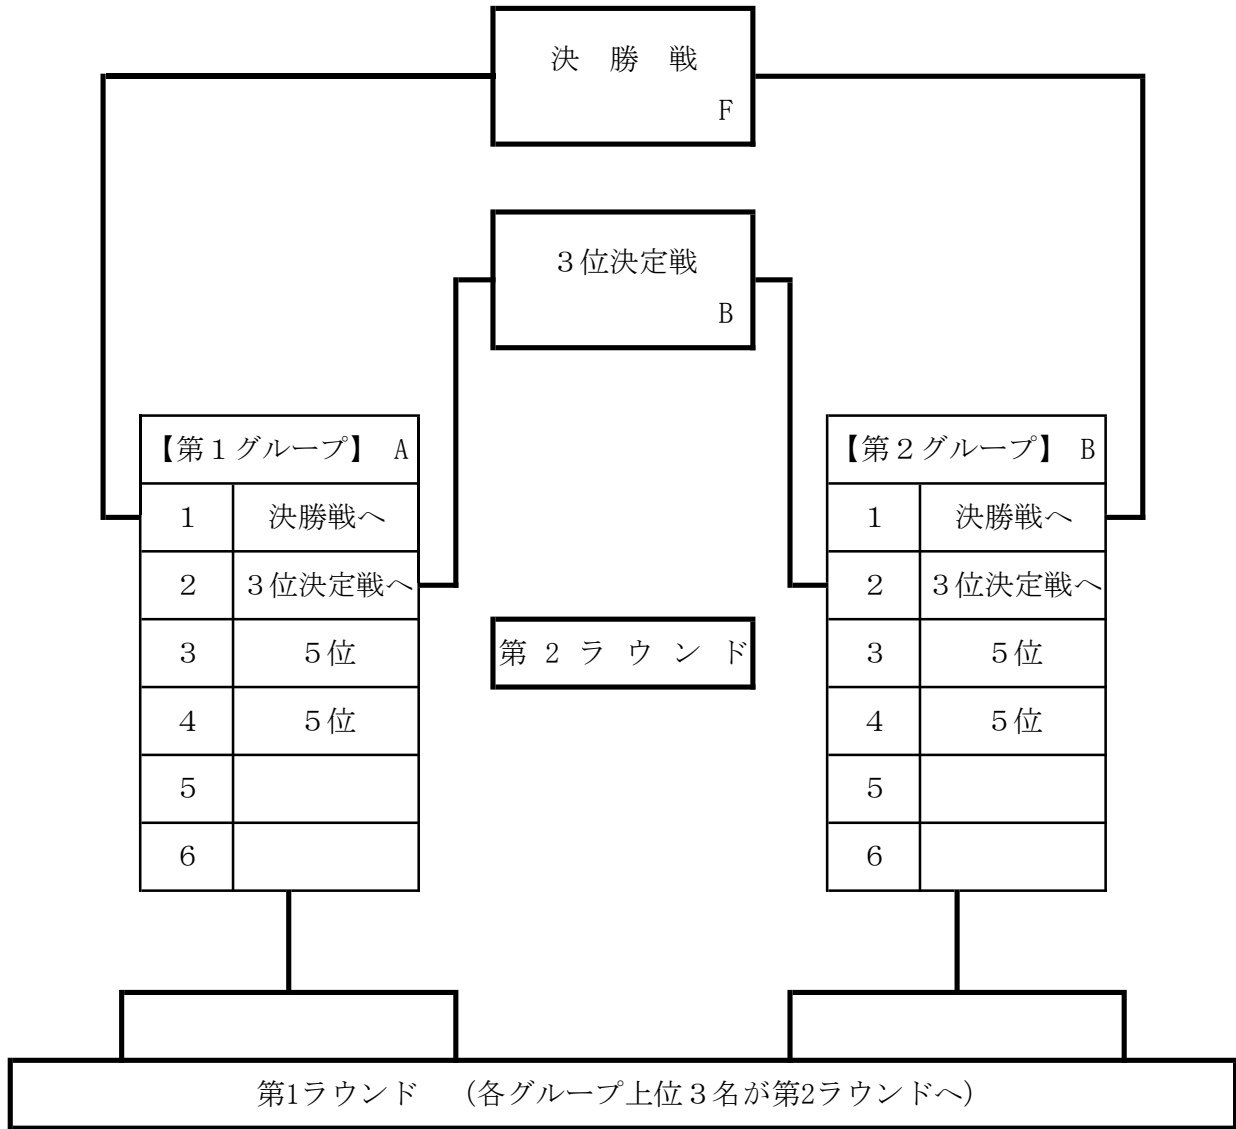 決 勝 戦
F
３位決定戦
B
【第１グループ】 A
1 決勝戦へ
2 ３位決定戦へ
3 ５位
4 ５位
5
6
第 2 ラ ウ ン ド
【第２グループ】 B
1 決勝戦へ
2 ３位決定戦へ
3 ５位
4 ５位
5
6
第1ラウンド （各グループ上位３名が第2ラウンドへ）